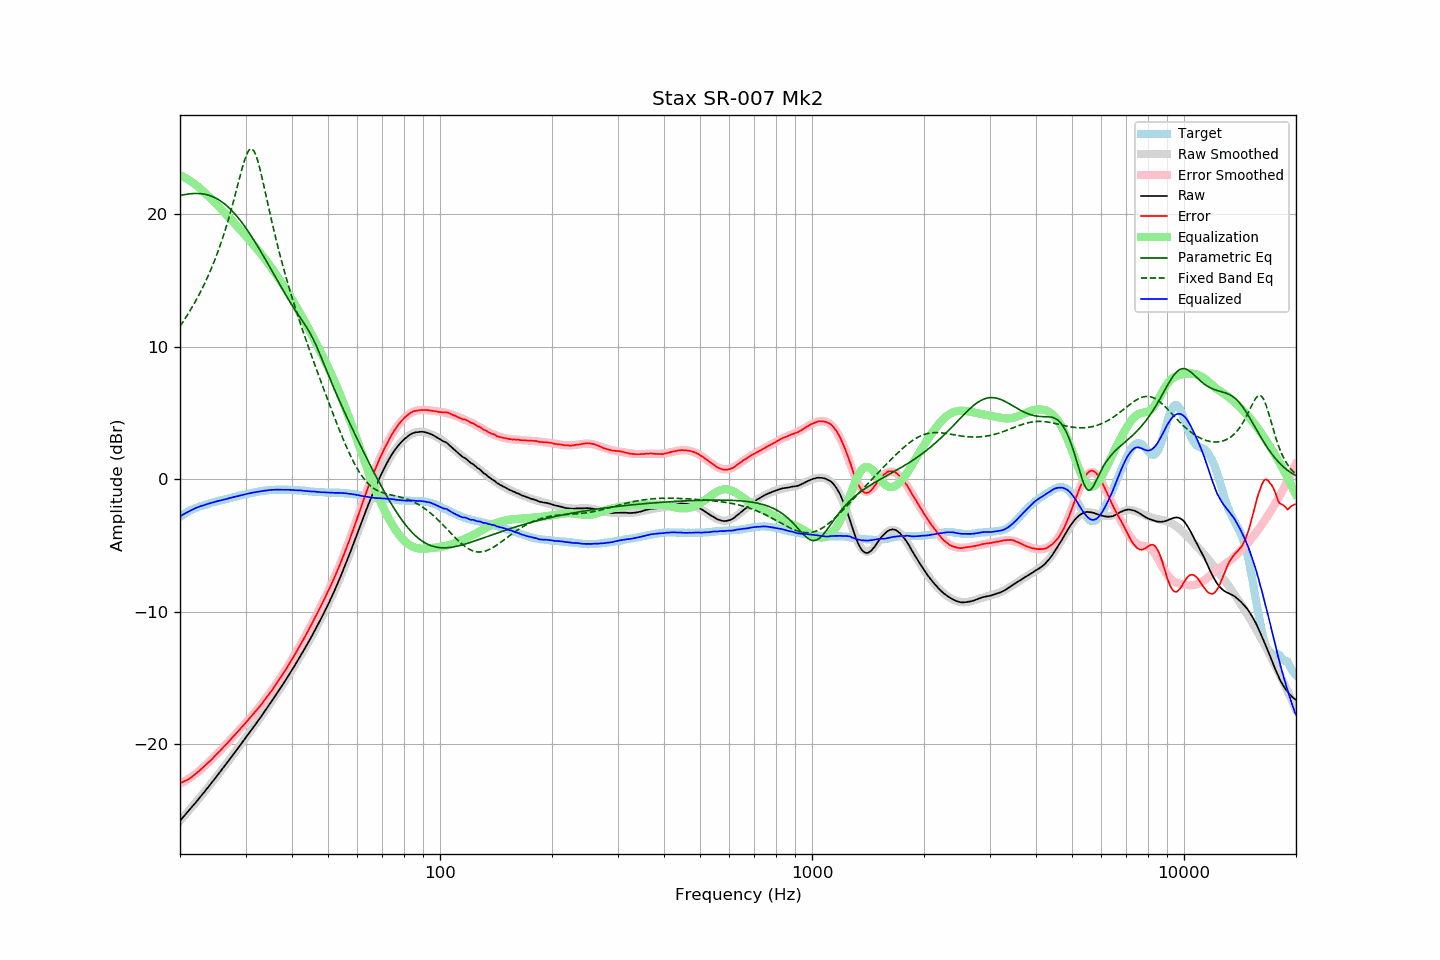 Stax SR-007 Mk2
Target
Raw Smoothed
Error Smoothed
Raw
Error
Equalization
Parametric Eq
Fixed Band Eq
Equalized
Amplitude (dBr)
20
10
0
−10
−20
100
1000
10000
Frequency (Hz)